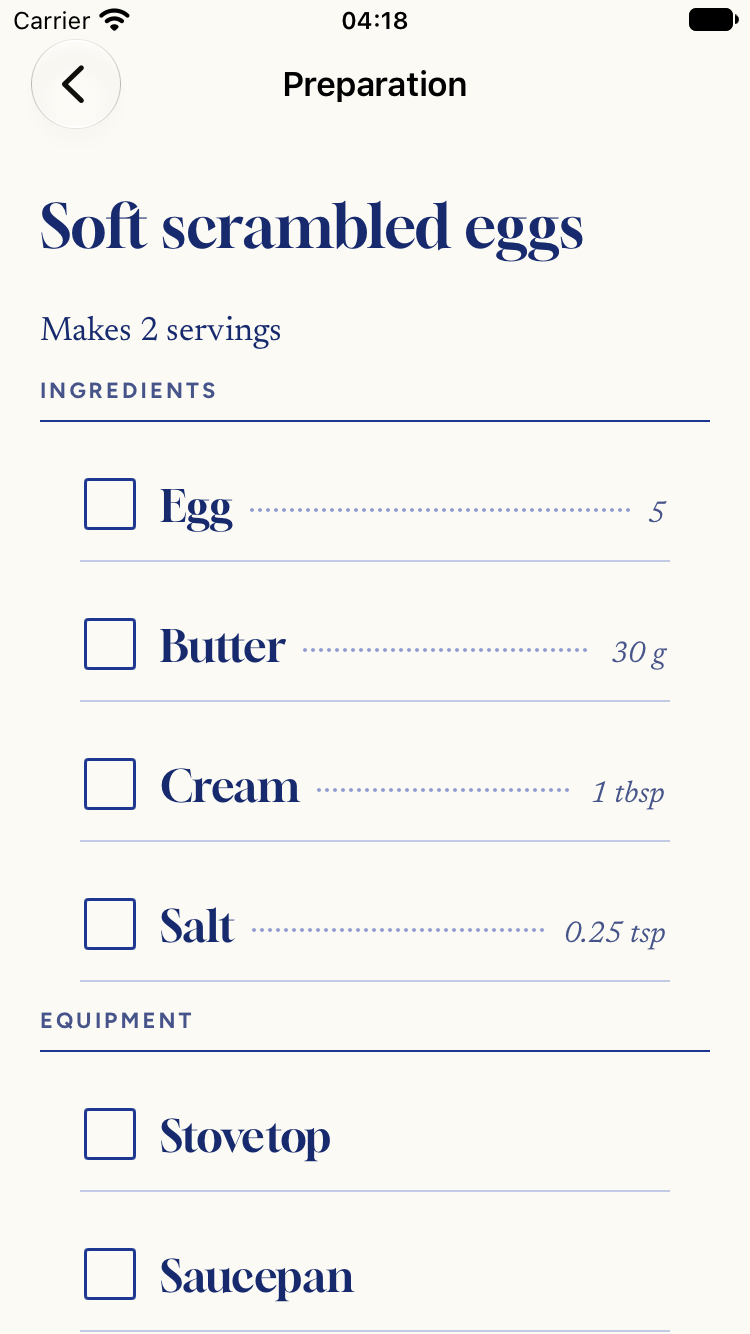 Carrier 04:18
Preparation
Soft scrambled eggs
Makes 2 servings
INGREDIENTS
Egg 5
Butter 30 g
Cream 1 tbsp
Salt 0.25 tsp
EQUIPMENT
Stovetop
Saucepan